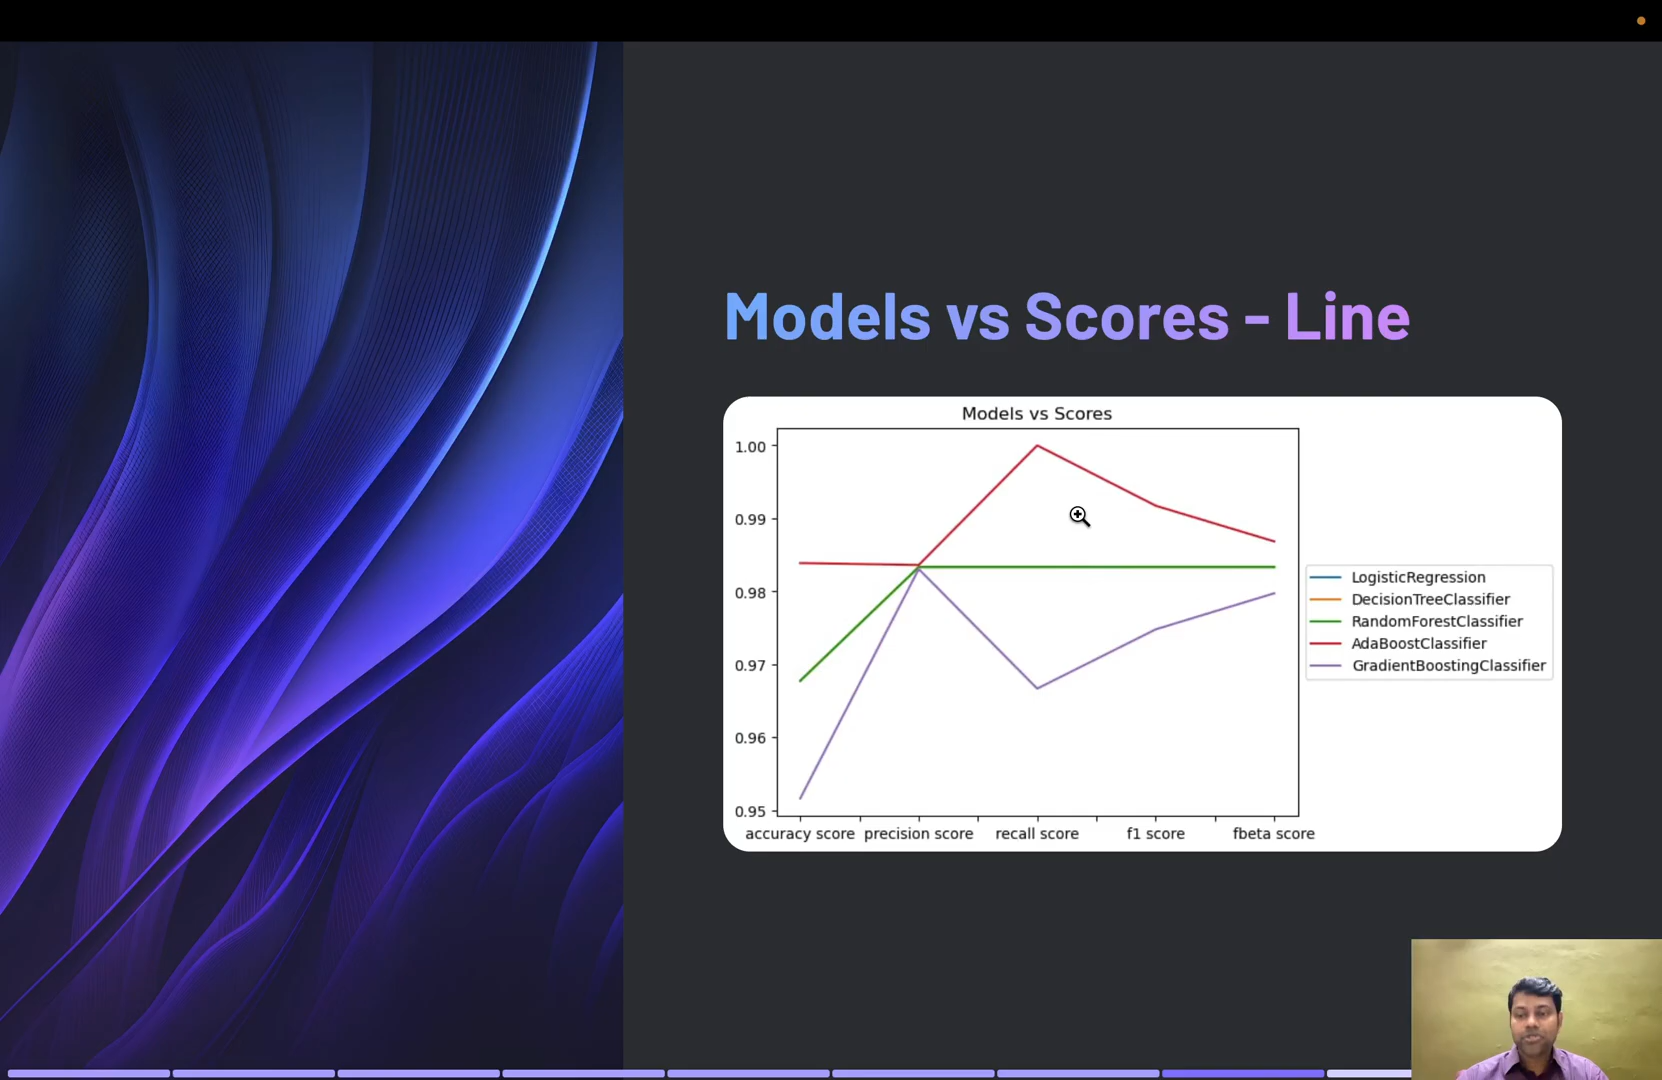 Models vs Scores - Line
Models vs Scores
1.00
0.99
0.98
0.97
0.96
0.95
accuracy score precision score recall score f1 score fbeta score
LogisticRegression
DecisionTreeClassifier
RandomForestClassifier
AdaBoostClassifier
GradientBoostingClassifier